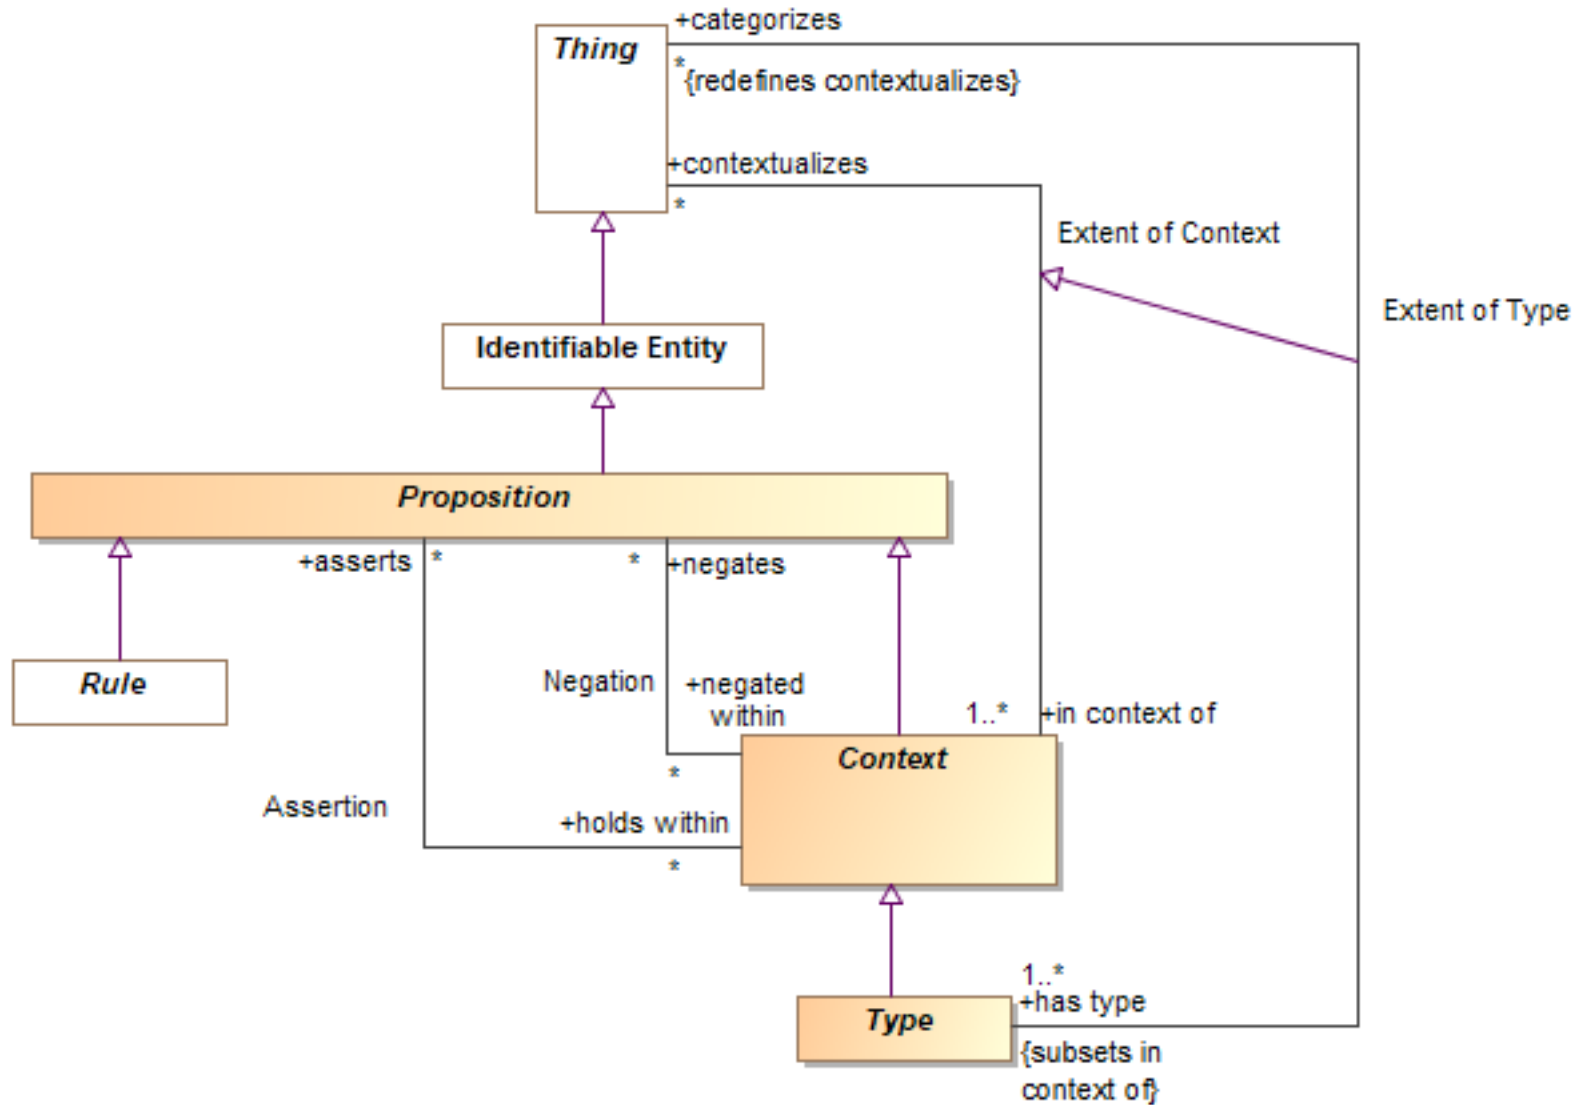 +categorizes
Thing
*
{redefines contextualizes}
+contextualizes
*
Extent of Context
Extent of Type
Identifiable Entity
Proposition
+asserts
*
*
+negates
Rule
Negation
+negated
within
1..*
+in context of
*
Context
Assertion
+holds within
*
1..*
+has type
Type
{subsets in
context of}